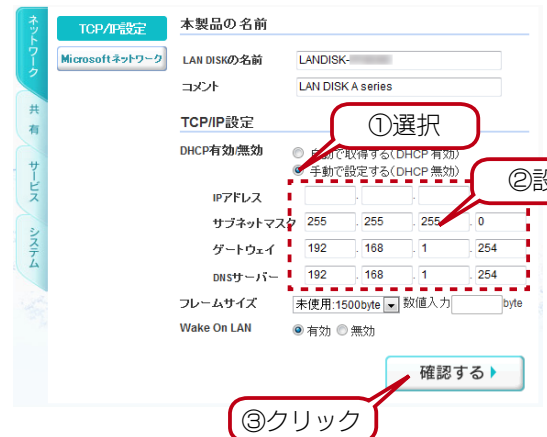 ネットワーク
共有
サービス
システム
TCP/IP設定
Microsoftネットワーク
本製品の名前
LAN DISKの名前 LANDISK-
コメント LAN DISK A series
TCP/IP設定
①選択
DHCP有効/無効 自動で取得する(DHCP 有効)
手動で設定する(DHCP 無効)
②設
IPアドレス . . .
サブネットマスク 255 . 255 . 255 . 0
ゲートウェイ 192 . 168 . 1 . 254
DNSサーバー 192 . 168 . 1 . 254
フレームサイズ 未使用:1500byte 数値入力 byte
Wake On LAN 有効 無効
確認する
③クリック